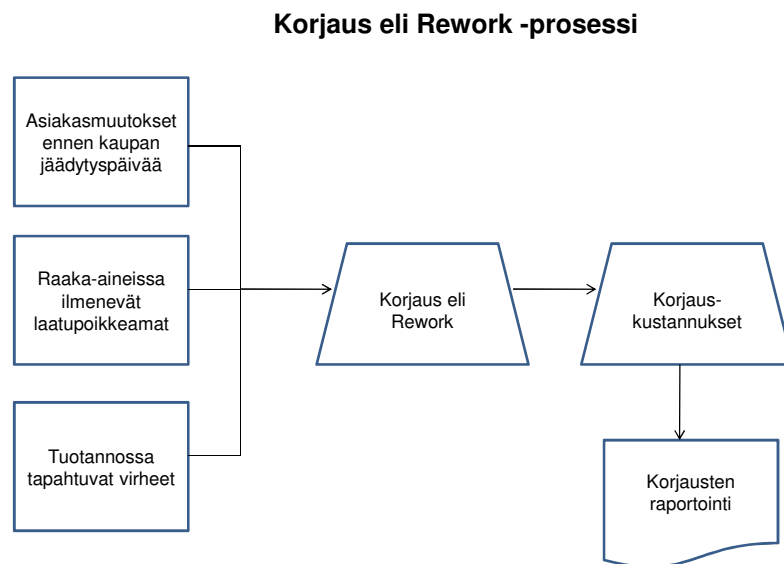 Korjaus eli Rework -prosessi
Asiakasmuutokset
ennen kaupan
jäädytyspäivää
Raaka-aineissa
ilmenevät
laatupoikkeamat
Tuotannossa
tapahtuvat virheet
Korjaus eli
Rework
Korjaus-
kustannukset
Korjausten
raportointi